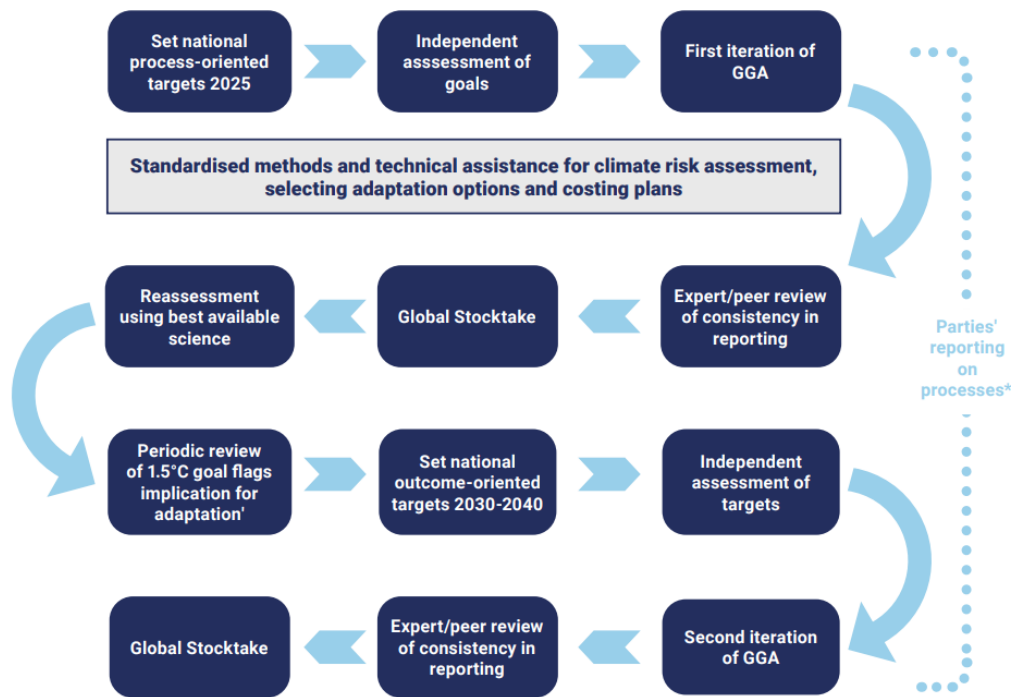 Set national
process-oriented
targets 2025
Independent
asssessment of
goals
First iteration of
GGA
Standardised methods and technical assistance for climate risk assessment,
selecting adaptation options and costing plans
Reassessment
using best available
science
Global Stocktake
Expert/peer review
of consistency in
reporting
Parties'
reporting
on
processes*
Periodic review
of 1.5°C goal flags
implication for
adaptation'
Set national
outcome-oriented
targets 2030-2040
Independent
assessment of
targets
Global Stocktake
Expert/peer review
of consistency in
reporting
Second iteration
of GGA